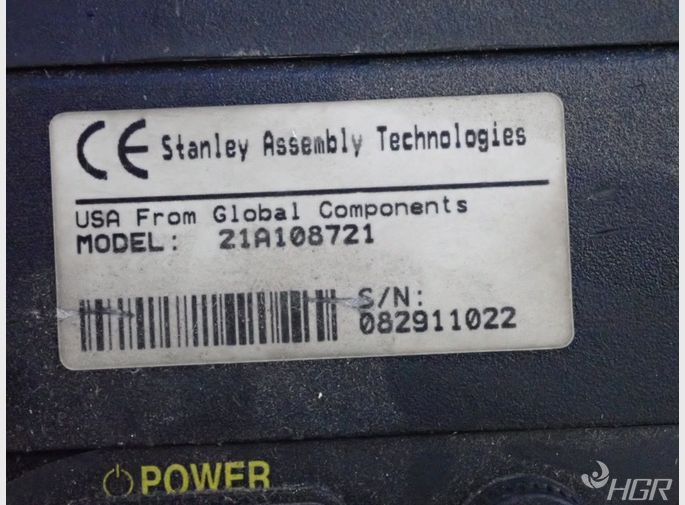 CE Stanley Assembly Technologies
USA From Global Components
MODEL: 21A108721
S/N:
082911022
POWER
HGR